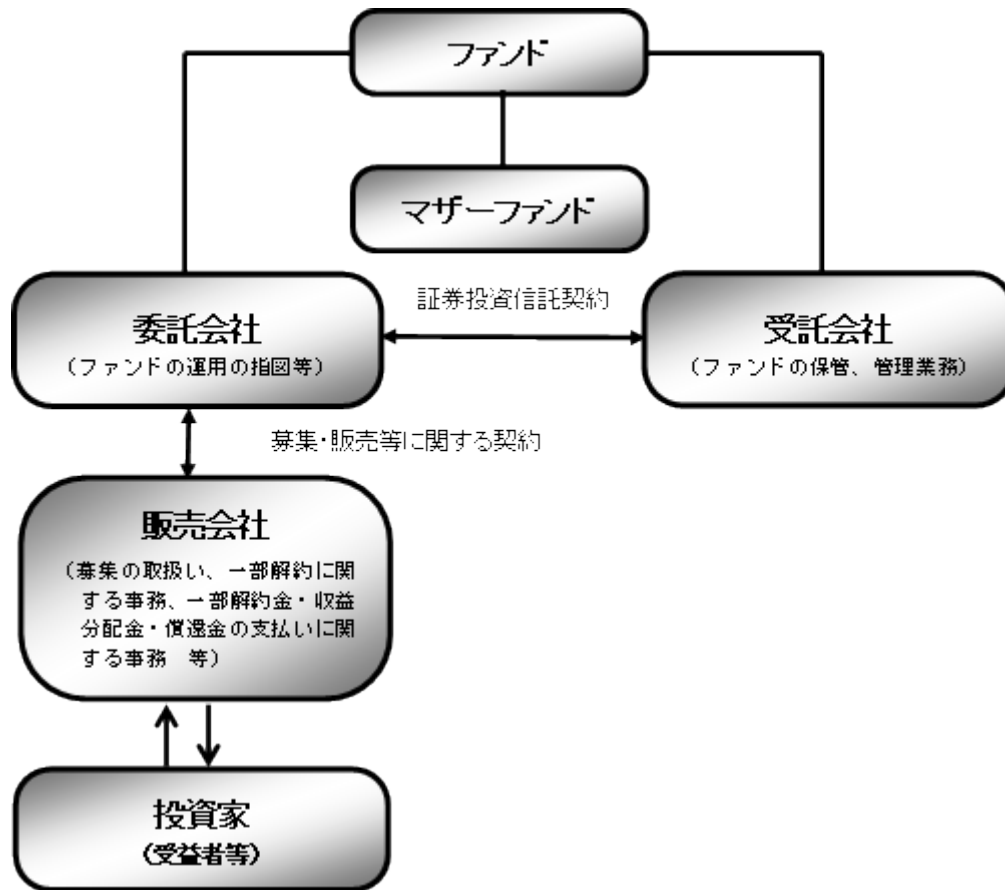 ファンド
マザーファンド
証券投資信託契約
委託会社
（ファンドの運用の指図等）
受託会社
（ファンドの保管、管理業務）
募集・販売等に関する契約
販売会社
（募集の取扱い、一部解約に関
する事務、一部解約金・収益
分配金・償還金の支払いに関
する事務　等）
投資家
（受益者等）